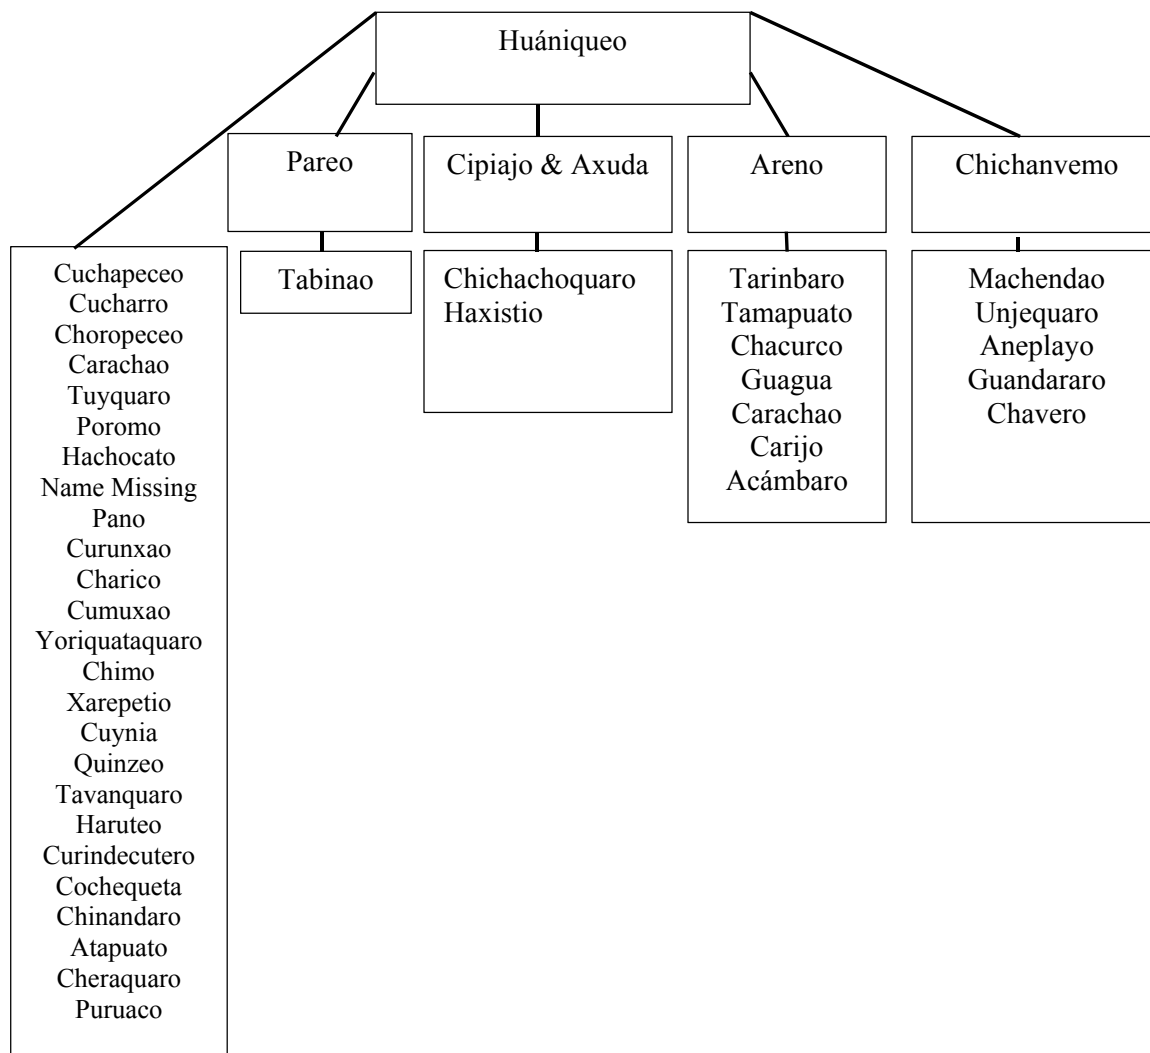 Huániqueo
Pareo
Cipiajo & Axuda
Areno
Chichanvemo
Cuchapeceo
Cucharro
Choropeceo
Carachao
Tuyquaro
Poromo
Hachocato
Name Missing
Pano
Curunxao
Charico
Cumuxao
Yoriquataquaro
Chimo
Xarepetio
Cuynia
Quinzeo
Tavanquaro
Haruteo
Curindecutero
Cochequeta
Chinandaro
Atapuato
Cheraquaro
Puruaco
Tabinao
Chichachoquaro
Haxistio
Tarinbaro
Tamapuato
Chacurco
Guagua
Carachao
Carijo
Acámbaro
Machendao
Unjequaro
Aneplayo
Guandararo
Chavero